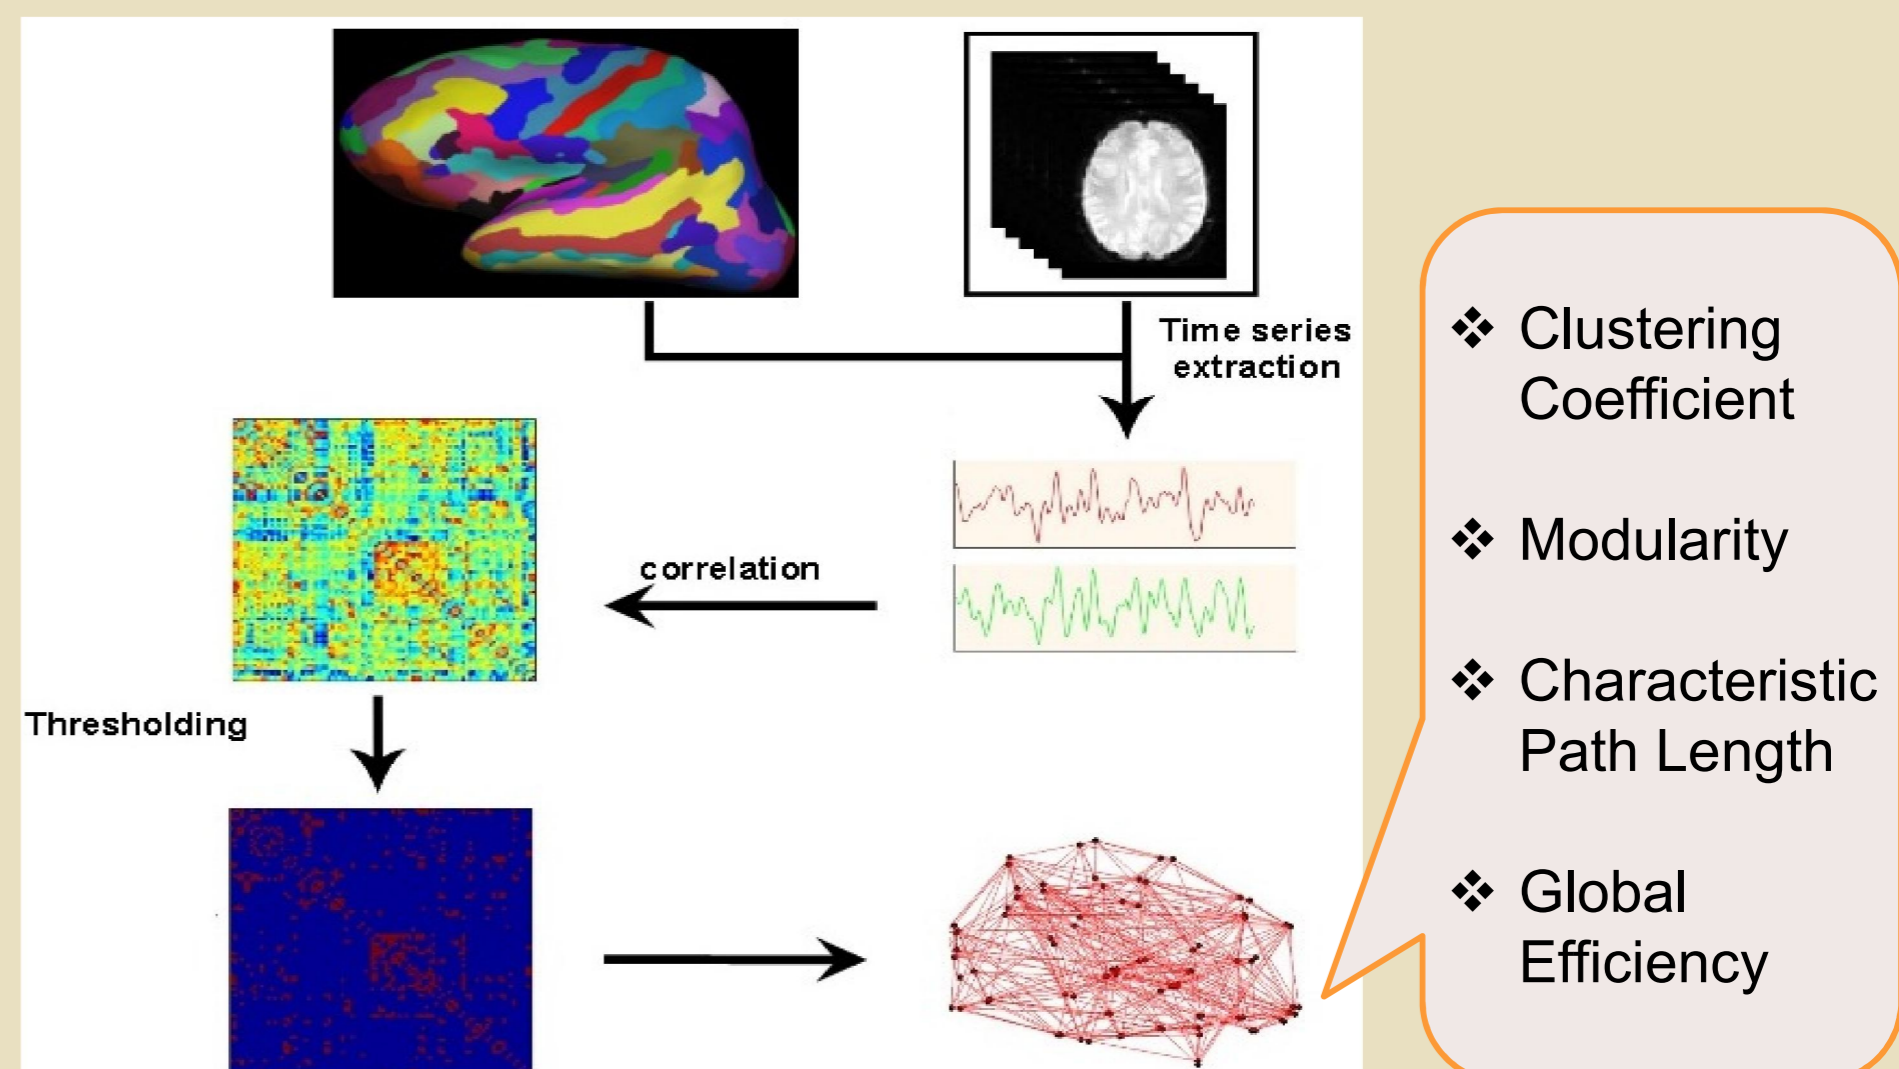 Time series
extraction
correlation
Thresholding
❖ Clustering
Coefficient
❖ Modularity
❖ Characteristic
Path Length
❖ Global
Efficiency